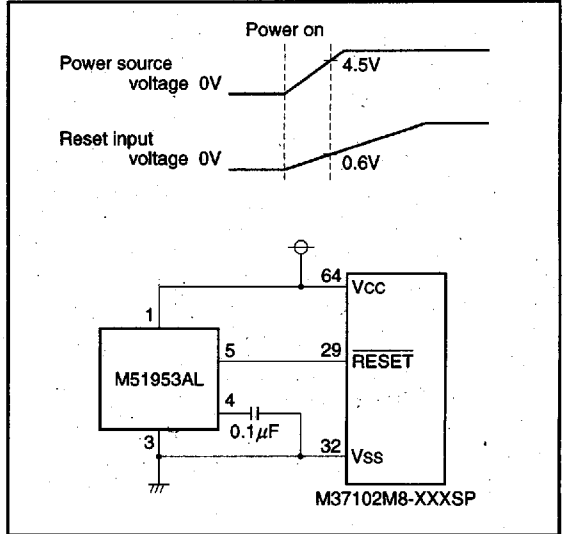 Power on
Power source
voltage 0V
4.5V
Reset input
voltage 0V
0.6V
64 Vcc
1
M51953AL
5
29 RESET
4
0.1μF
3
32 Vss
M37102M8-XXXSP